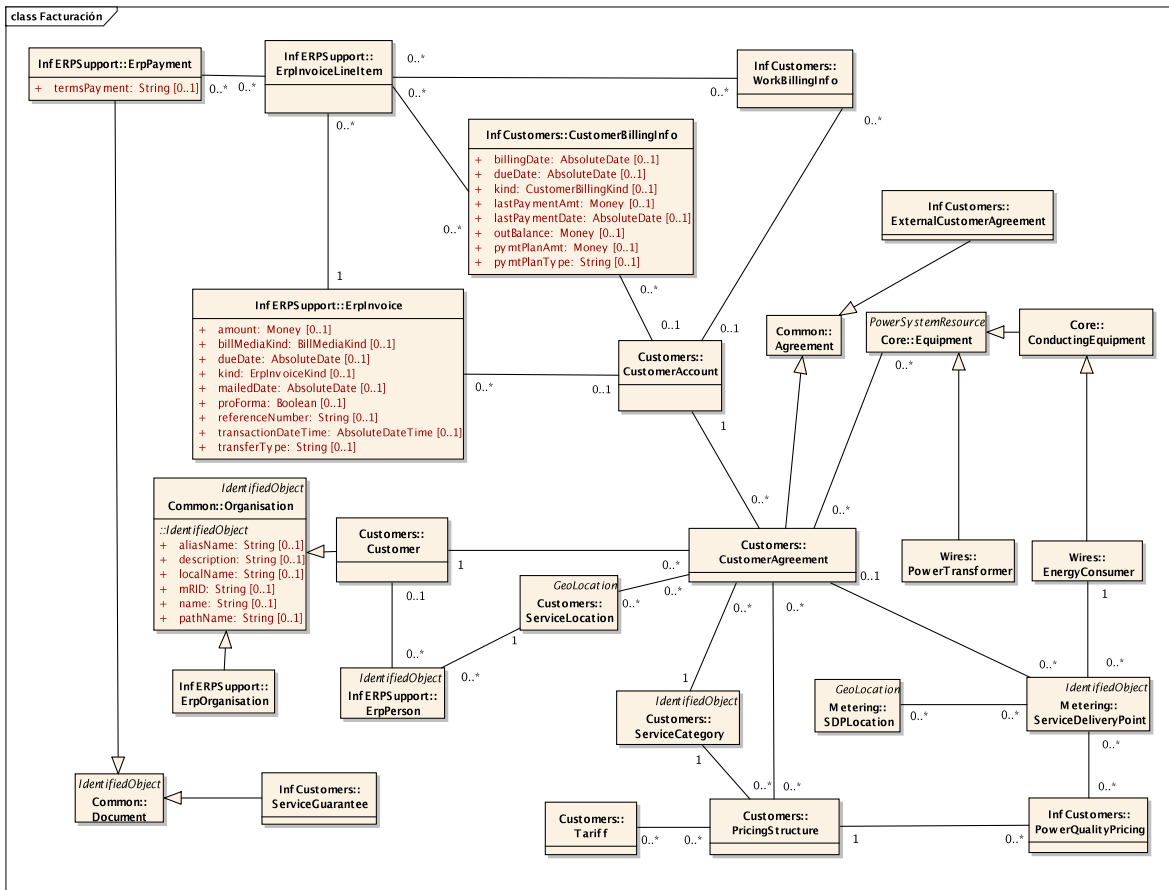 class Facturación
InfERPSupport::ErpPayment
+ termsPayment: String [0..1]
0..*
0..*
InfERPSupport::
ErpInvoiceLineItem
0..*
0..*
0..*
0..*
InfCustomers::
WorkBillingInfo
0..*
InfCustomers::CustomerBillingInfo
+ billingDate: AbsoluteDate [0..1]
+ dueDate: AbsoluteDate [0..1]
+ kind: CustomerBillingKind [0..1]
+ lastPaymentAmt: Money [0..1]
+ lastPaymentDate: AbsoluteDate [0..1]
+ outBalance: Money [0..1]
+ pymtPlanAmt: Money [0..1]
+ pymtPlanType: String [0..1]
0..*
0..*
0..1
0..1
InfCustomers::
ExternalCustomerAgreement
1
InfERPSupport::ErpInvoice
+ amount: Money [0..1]
+ billMediaKind: BillMediaKind [0..1]
+ dueDate: AbsoluteDate [0..1]
+ kind: ErpInvoiceKind [0..1]
+ mailedDate: AbsoluteDate [0..1]
+ proForma: Boolean [0..1]
+ referenceNumber: String [0..1]
+ transactionDateTime: AbsoluteDateTime [0..1]
+ transferType: String [0..1]
0..*
0..1
Customers::
CustomerAccount
1
Common::
Agreement
PowerSystemResource
Core::Equipment
0..*
Core::
ConductingEquipment
IdentifiedObject
Common::Organisation
::IdentifiedObject
+ aliasName: String [0..1]
+ description: String [0..1]
+ localName: String [0..1]
+ mRID: String [0..1]
+ name: String [0..1]
+ pathName: String [0..1]
Customers::
Customer
1
0..1
0..*
0..*
0..*
Customers::
CustomerAgreement
0..*
0..*
0..*
0..1
Wires::
PowerTransformer
Wires::
EnergyConsumer
1
GeoLocation
Customers::
ServiceLocation
0..*
1
InfERPSupport::
ErpOrganisation
0..*
IdentifiedObject
InfERPSupport::
ErpPerson
0..*
1
IdentifiedObject
Customers::
ServiceCategory
1
GeoLocation
Metering::
SDPLocation
0..*
0..*
0..*
0..*
IdentifiedObject
Metering::
ServiceDeliveryPoint
0..*
IdentifiedObject
Common::
Document
InfCustomers::
ServiceGuarantee
Customers::
Tariff
0..*
0..*
0..*
0..*
Customers::
PricingStructure
1
0..*
0..*
InfCustomers::
PowerQualityPricing